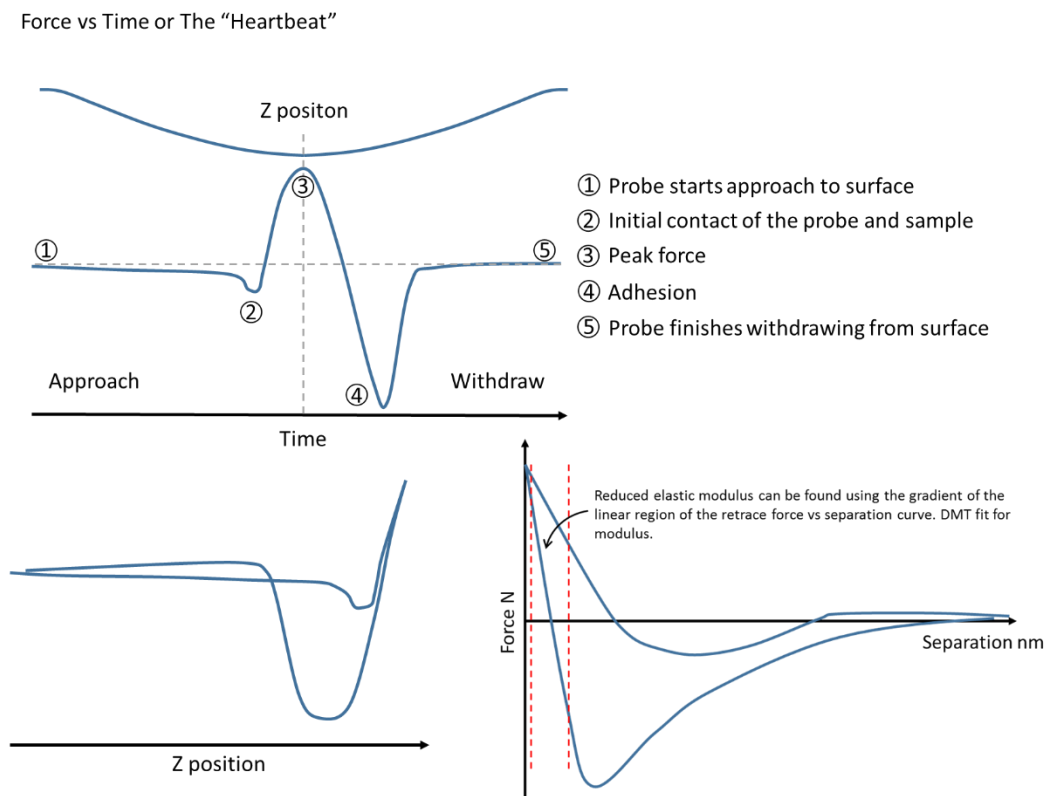 Force vs Time or The “Heartbeat”
Z positon
① Probe starts approach to surface
② Initial contact of the probe and sample
③ Peak force
④ Adhesion
⑤ Probe finishes withdrawing from surface
③
①
⑤
②
④
Approach
Withdraw
Time
Reduced elastic modulus can be found using the gradient of the
linear region of the retrace force vs separation curve. DMT fit for
modulus.
Force N
Separation nm
Z position